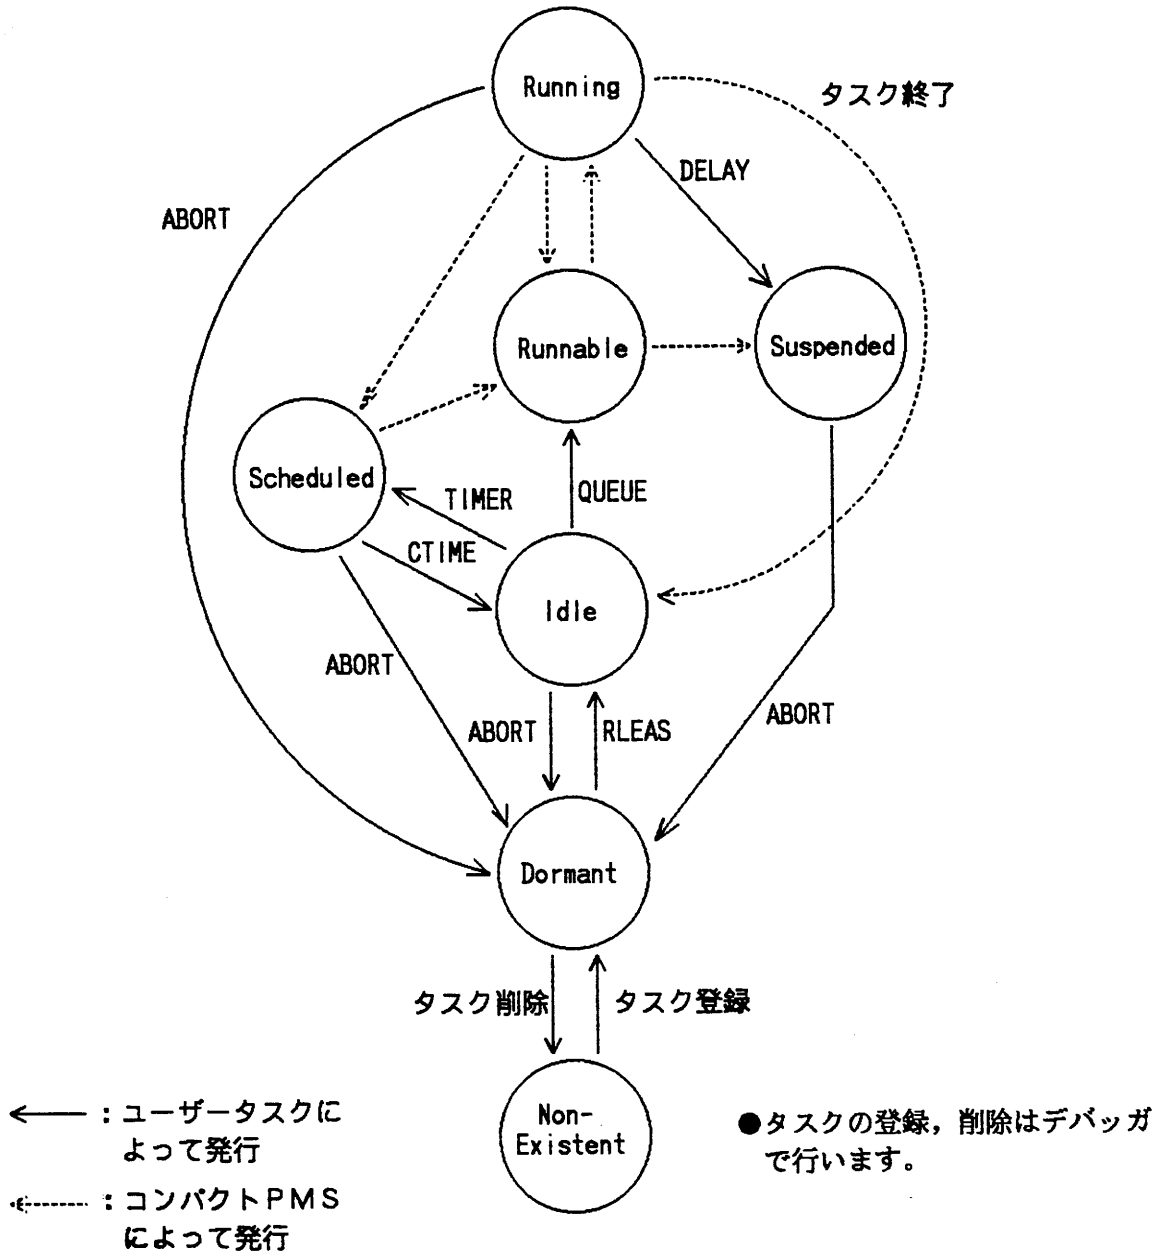 Running
タスク終了
DELAY
ABORT
Runnable
Suspended
Scheduled
TIMER
QUEUE
CTIME
Idle
ABORT
ABORT
RLEAS
ABORT
Dormant
タスク削除
タスク登録
Non-
Existent
：ユーザータスクに
よって発行
：コンパクトＰＭＳ
によって発行
●タスクの登録，削除はデバッガ
で行います。